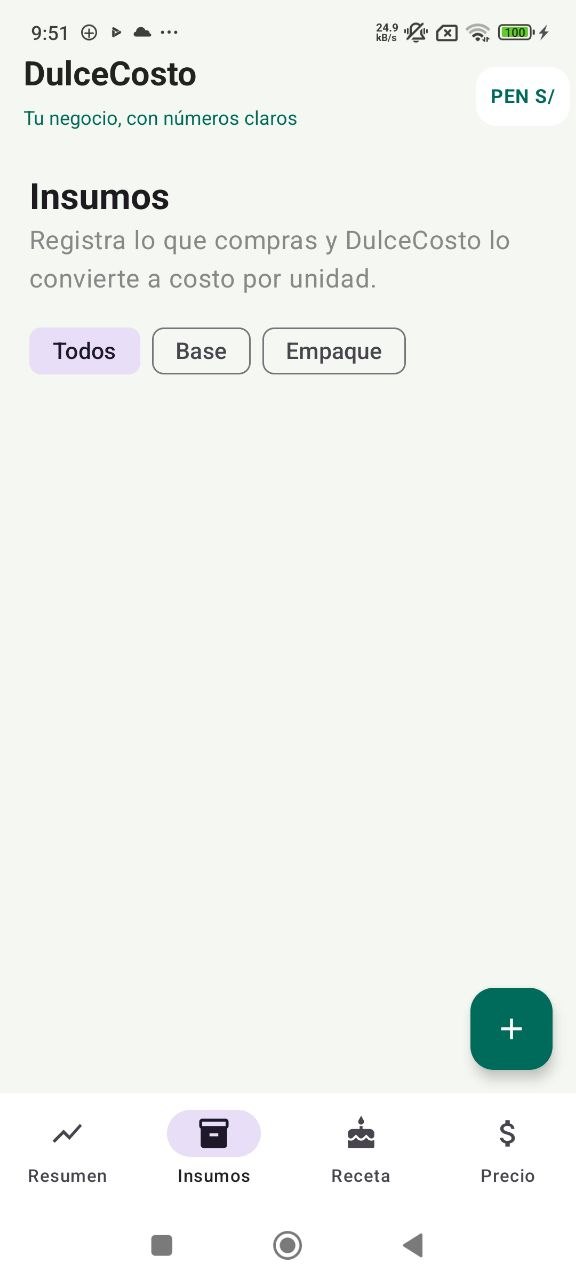 9:51
24.9
kB/s
100
DulceCosto
PEN S/
Tu negocio, con números claros
Insumos
Registra lo que compras y DulceCosto lo
convierte a costo por unidad.
Todos Base Empaque
+
Resumen Insumos Receta Precio